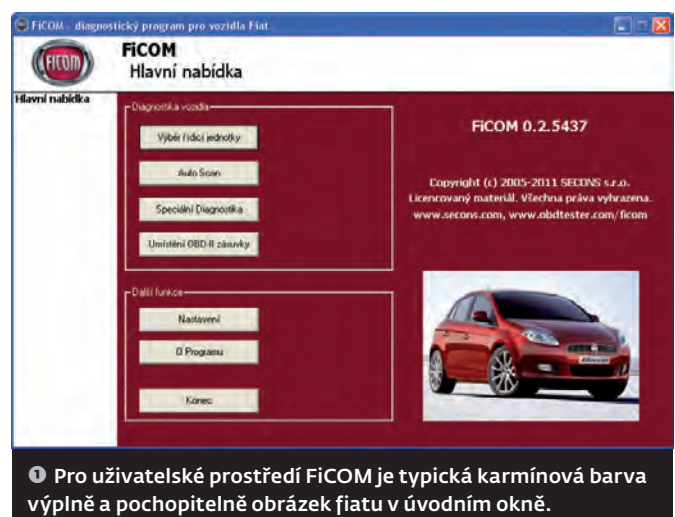 FiCOM - diagnostický program pro vozidla Fiat
FICOM
FiCOM
Hlavní nabídka
Hlavní nabídka
Diagnostika vozidla
Výběr řídicí jednotky
Auto Scan
Speciální Diagnostika
Umístění OBD-II zásuvky
Další funkce
Nastavení
O Programu
Konec
FiCOM 0.2.5437
Copyright (c) 2005-2011 SECONS s.r.o.
Licencovaný materiál. Všechna práva vyhrazena.
www.secons.com, www.obdtester.com/ficom
❶ Pro uživatelské prostředí FiCOM je typická karmínová barva
výplně a pochopitelně obrázek fiatu v úvodním okně.